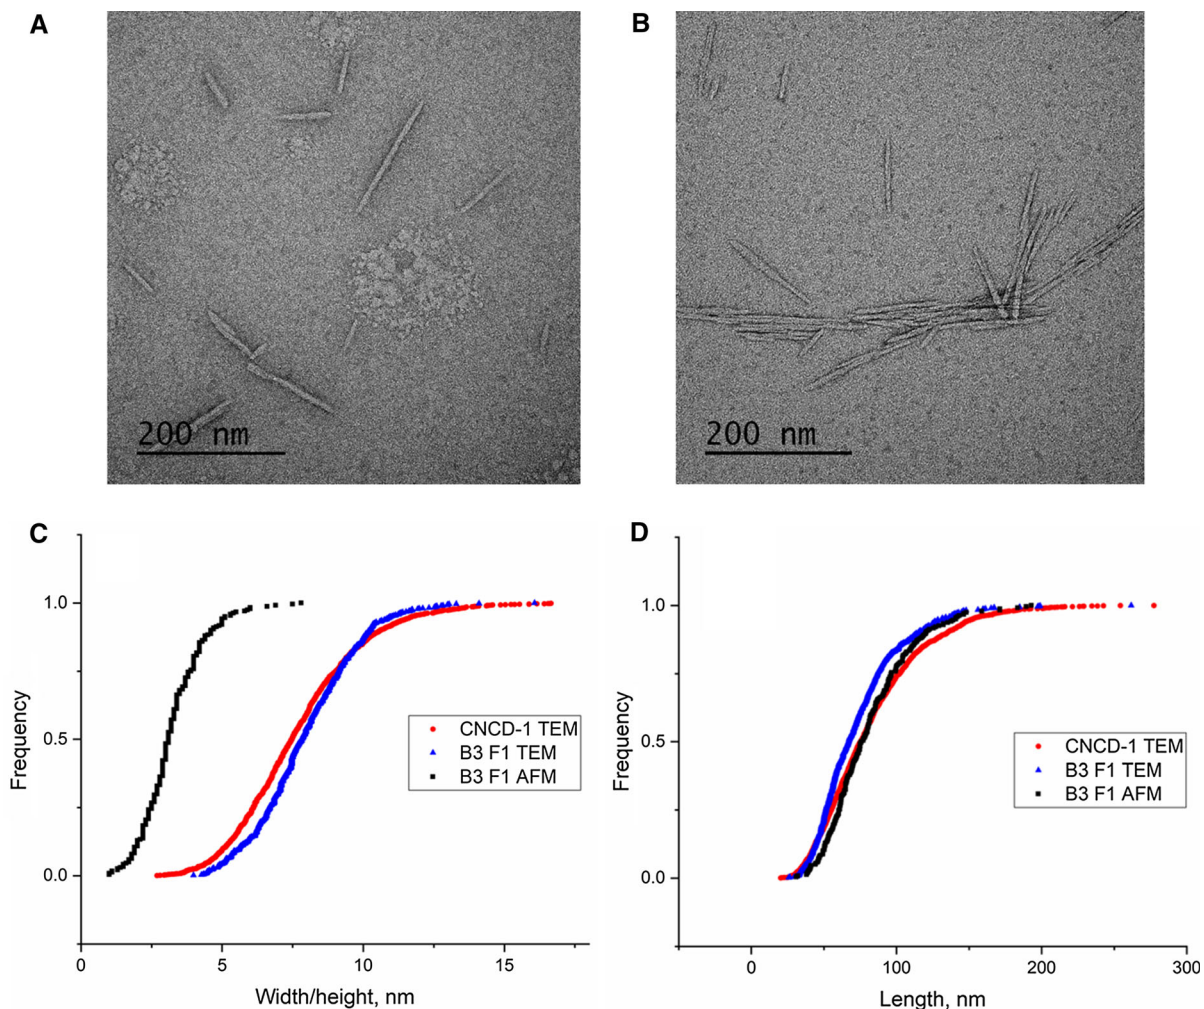 A
B
200 nm
200 nm
C
D
1.0
0.5
0.0
Frequency
CNCD-1 TEM
B3 F1 TEM
B3 F1 AFM
0
5
10
15
Width/height, nm
1.0
0.5
0.0
Frequency
CNCD-1 TEM
B3 F1 TEM
B3 F1 AFM
0
100
200
300
Length, nm